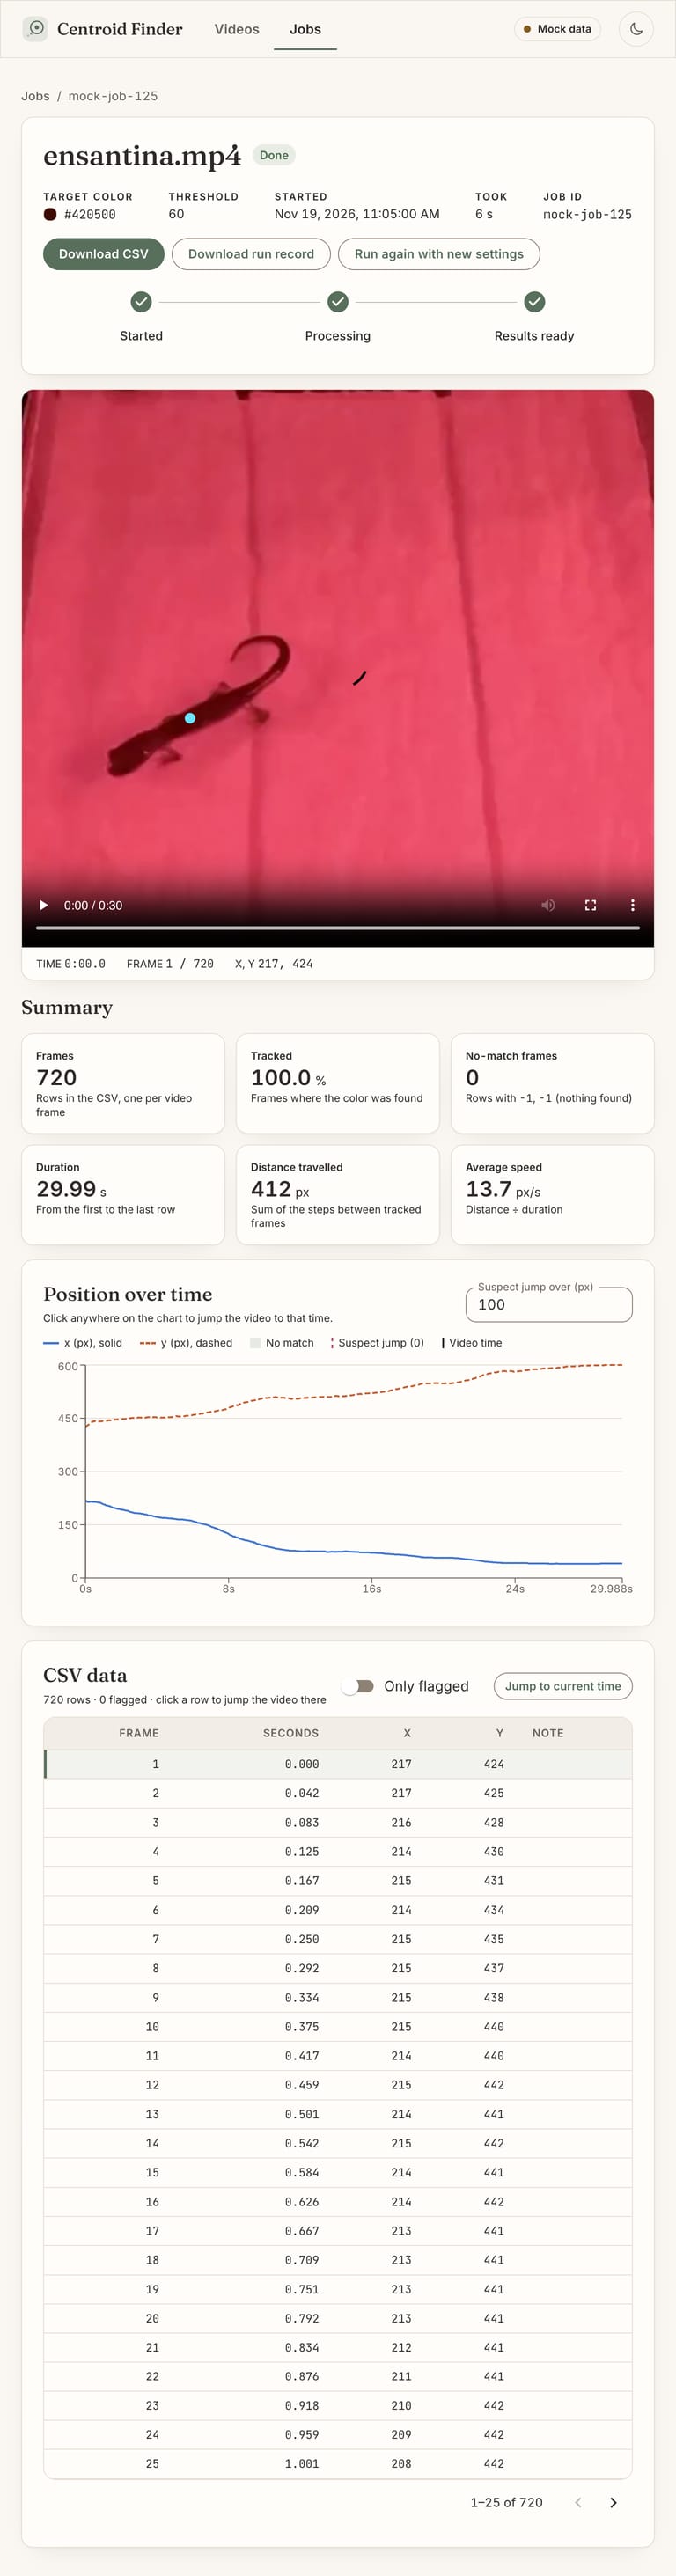 Centroid Finder Videos Jobs Mock data
Jobs / mock-job-125
ensantina.mp4 Done
TARGET COLOR THRESHOLD STARTED TOOK JOB ID
#420500 60 Nov 19, 2026, 11:05:00 AM 6 s mock-job-125
Download CSV Download run record Run again with new settings
Started Processing Results ready
0:00 / 0:30
TIME 0:00.0 FRAME 1 / 720 X, Y 217, 424
Summary
Frames Tracked No-match frames
720 100.0 % 0
Rows in the CSV, one per video Frames where the color was found Rows with -1, -1 (nothing found)
frame
Duration Distance travelled Average speed
29.99 s 412 px 13.7 px/s
From the first to the last row Sum of the steps between tracked Distance ÷ duration
frames
Position over time Suspect jump over (px)
Click anywhere on the chart to jump the video to that time. 100
x (px), solid y (px), dashed No match Suspect jump (0) Video time
600
450
300
150
0
0s 8s 16s 24s 29.988s
CSV data
720 rows · 0 flagged · click a row to jump the video there Only flagged Jump to current time
FRAME SECONDS X Y NOTE
1 0.000 217 424
2 0.042 217 425
3 0.083 216 428
4 0.125 214 430
5 0.167 215 431
6 0.209 214 434
7 0.250 215 435
8 0.292 215 437
9 0.334 215 438
10 0.375 215 440
11 0.417 214 440
12 0.459 215 442
13 0.501 214 441
14 0.542 215 442
15 0.584 214 441
16 0.626 214 442
17 0.667 213 441
18 0.709 213 441
19 0.751 213 441
20 0.792 213 441
21 0.834 212 441
22 0.876 211 441
23 0.918 210 442
24 0.959 209 442
25 1.001 208 442
1–25 of 720